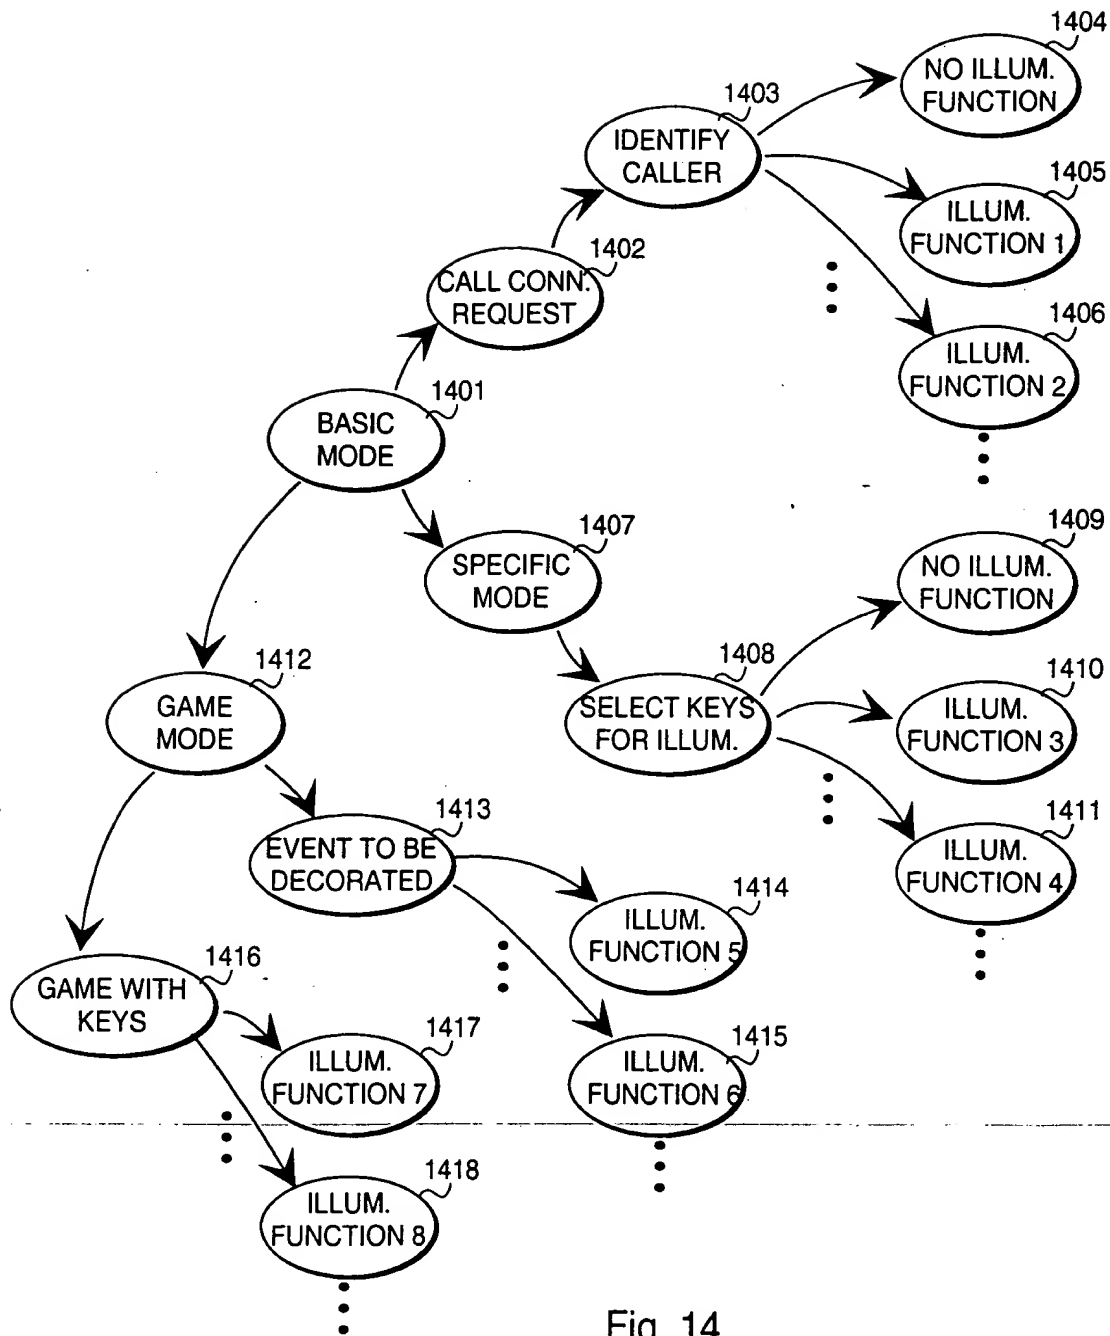 1404
NO ILLUM.
FUNCTION
1403
IDENTIFY
CALLER
1405
ILLUM.
FUNCTION 1
1402
CALL CONN.
REQUEST
1406
ILLUM.
FUNCTION 2
1401
BASIC
MODE
1407
SPECIFIC
MODE
1409
NO ILLUM.
FUNCTION
1412
GAME
MODE
1408
SELECT KEYS
FOR ILLUM.
1410
ILLUM.
FUNCTION 3
1413
EVENT TO BE
DECORATED
1411
ILLUM.
FUNCTION 4
1414
ILLUM.
FUNCTION 5
1416
GAME WITH
KEYS
1417
ILLUM.
FUNCTION 7
1415
ILLUM.
FUNCTION 6
1418
ILLUM.
FUNCTION 8
Fig. 14